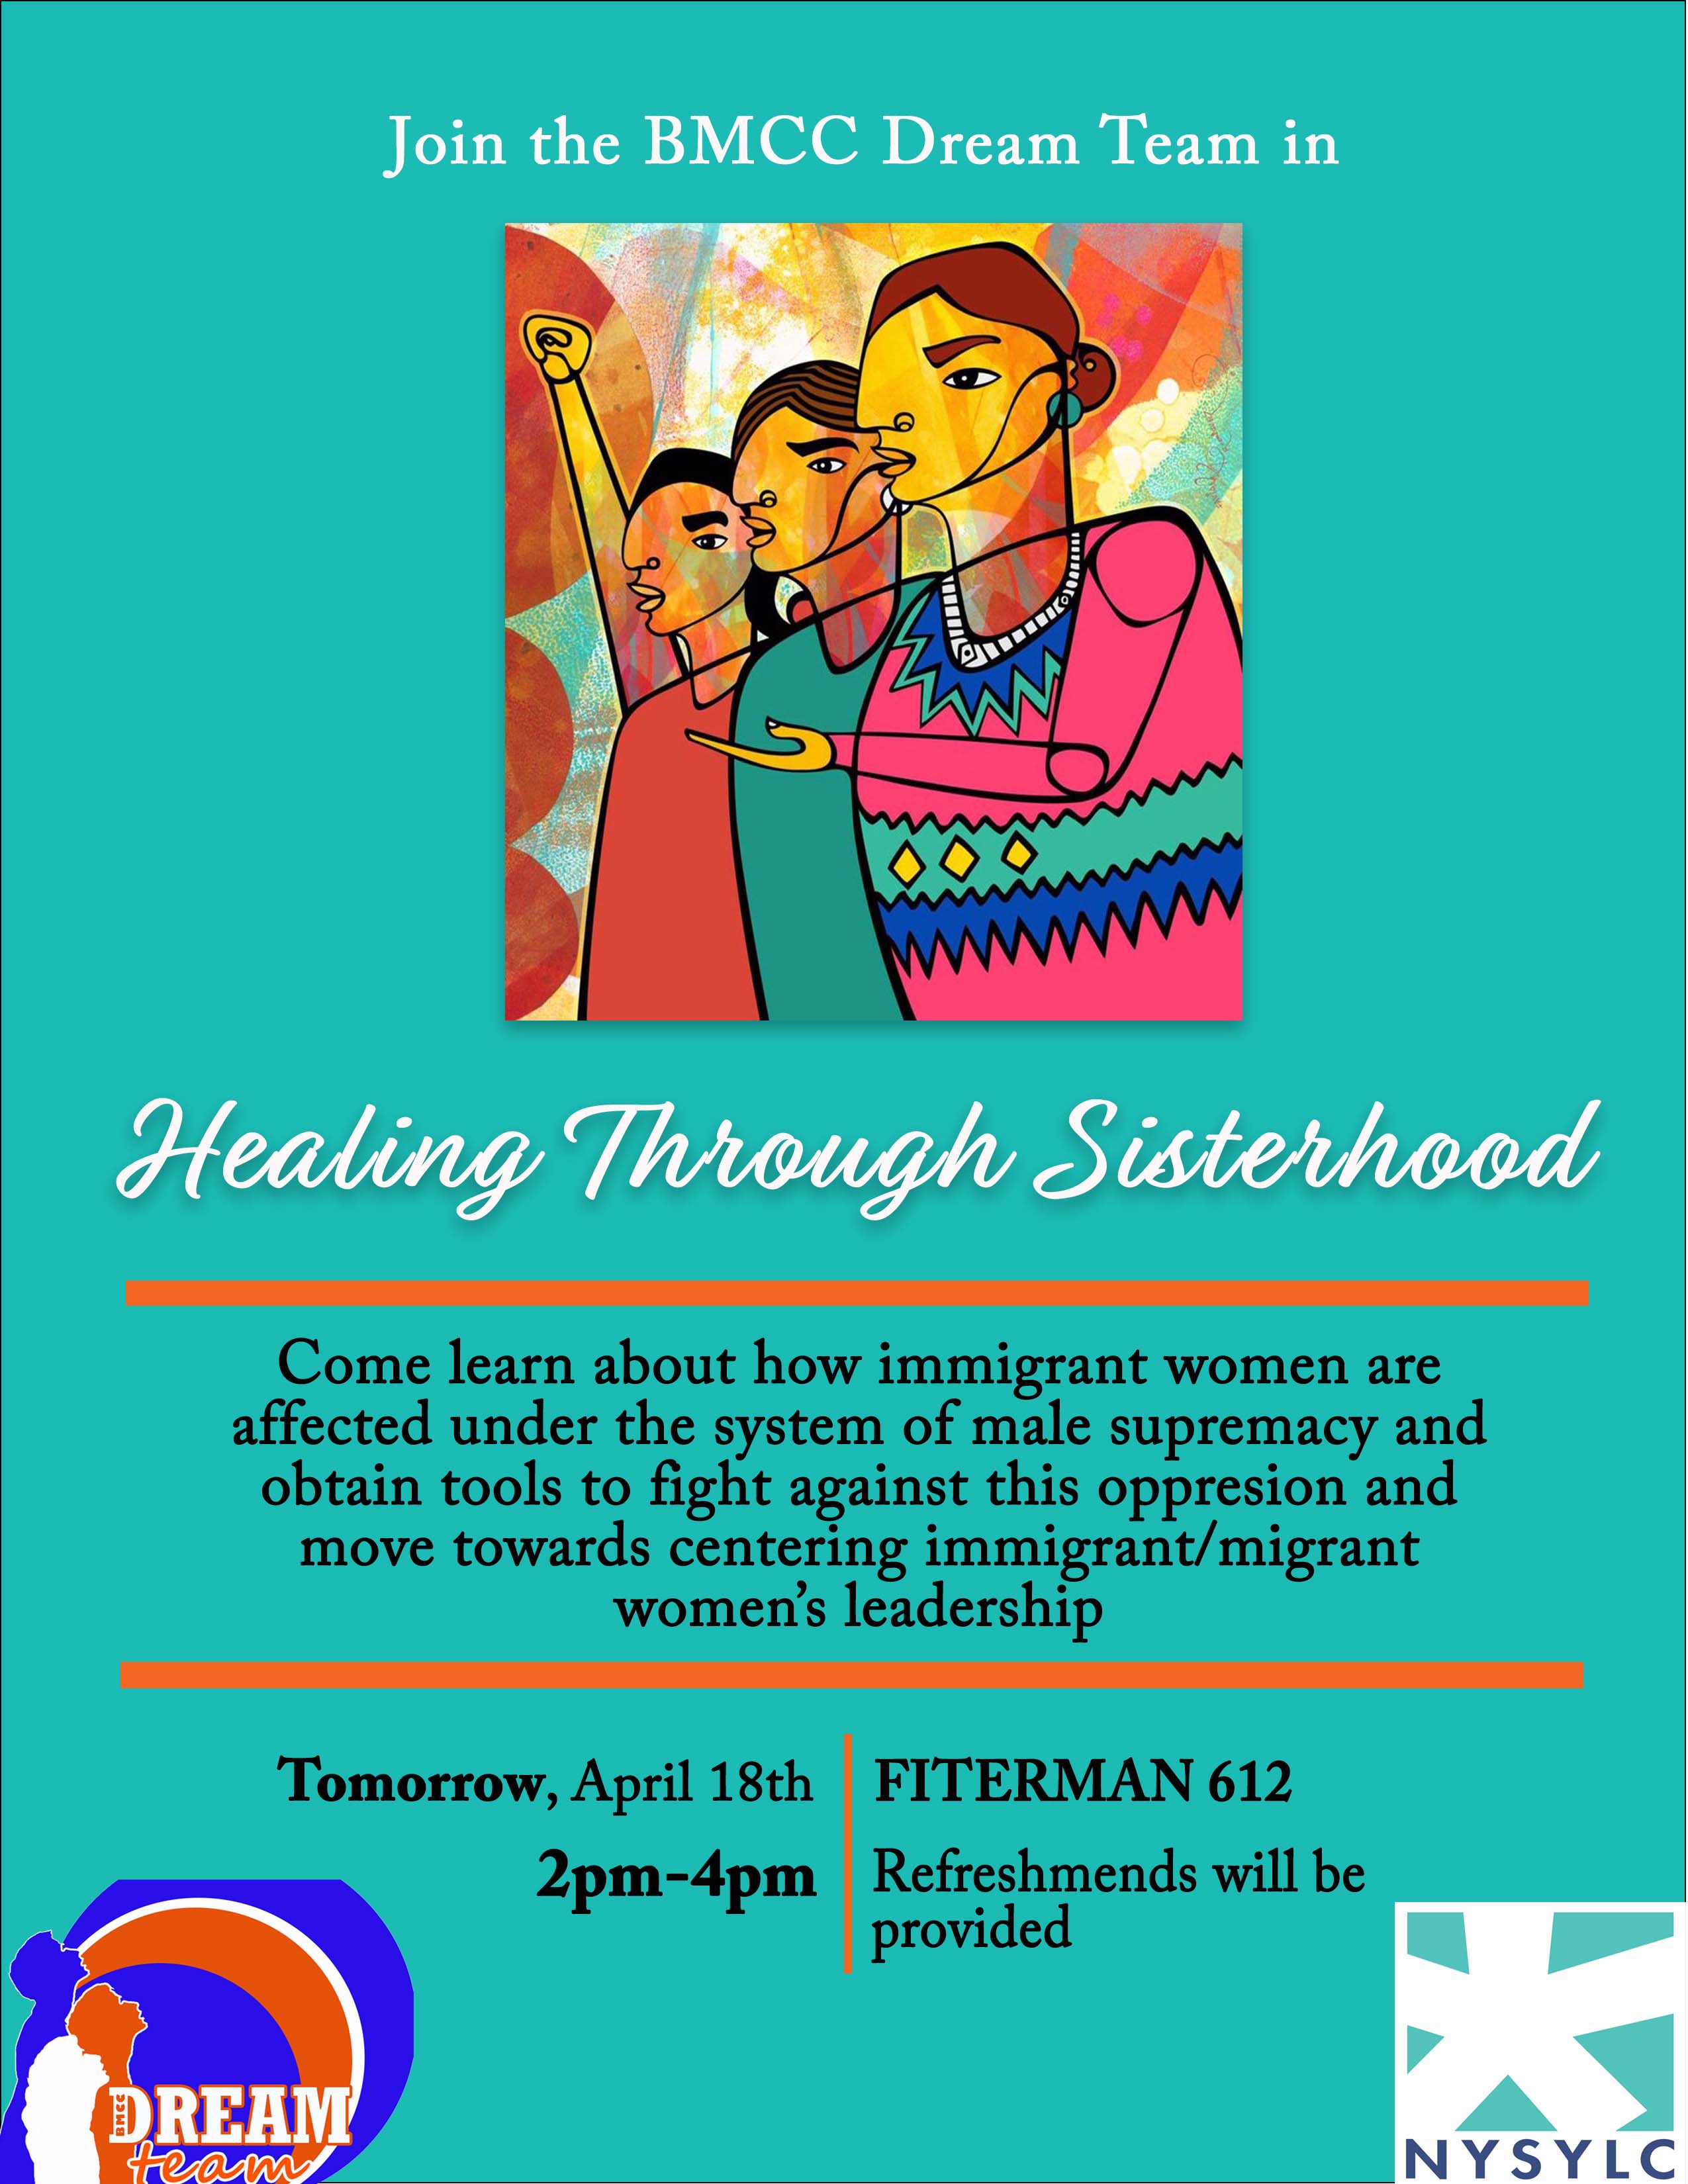 Join the BMCC Dream Team in
Healing Through Sisterhood
Come learn about how immigrant women are
affected under the system of male supremacy and
obtain tools to fight against this oppresion and
move towards centering immigrant/migrant
women's leadership
Tomorrow, April 18th
2pm-4pm
FITERMAN 612
Refreshmends will be
provided
BMCC DREAM
team
NYSYLC